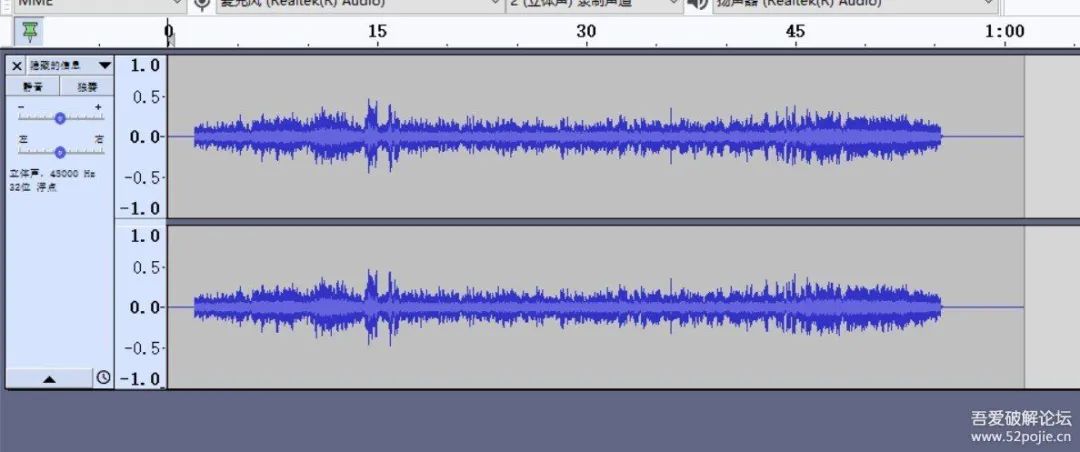 MME 麦克风 (Realtek(R) Audio) 2 (立体声) 录制声道 扬声器 (Realtek(R) Audio)
0 15 30 45 1:00
× 隐藏的信息 ▼
静音 独奏
- +
左 右
立体声, 48000 Hz
32位 浮点
1.0
0.5
0.0
-0.5
-1.0
1.0
0.5
0.0
-0.5
-1.0
吾爱破解论坛
www.52pojie.cn